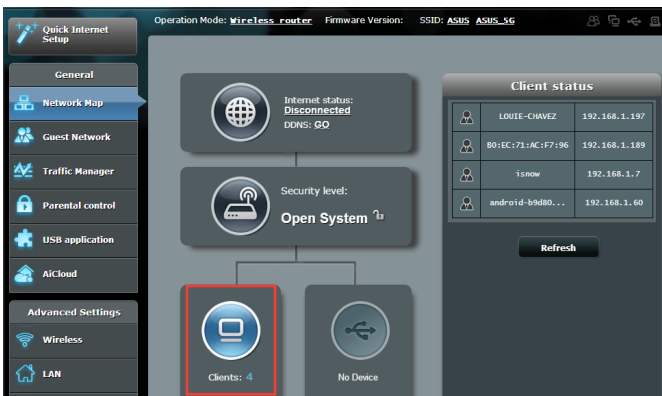 Quick Internet
Setup
Operation Mode: Wireless router Firmware Version: SSID: ASUS ASUS_5G
General
Network Map
Guest Network
Traffic Manager
Parental control
USB application
AiCloud
Advanced Settings
Wireless
LAN
Internet status:
Disconnected
DDNS: GO
Security level:
Open System
Clients: 4
No Device
Client status
LOUIE-CHAVEZ 192.168.1.197
B0:EC:71:AC:F7:96 192.168.1.189
isnow 192.168.1.7
android-b9d80... 192.168.1.60
Refresh